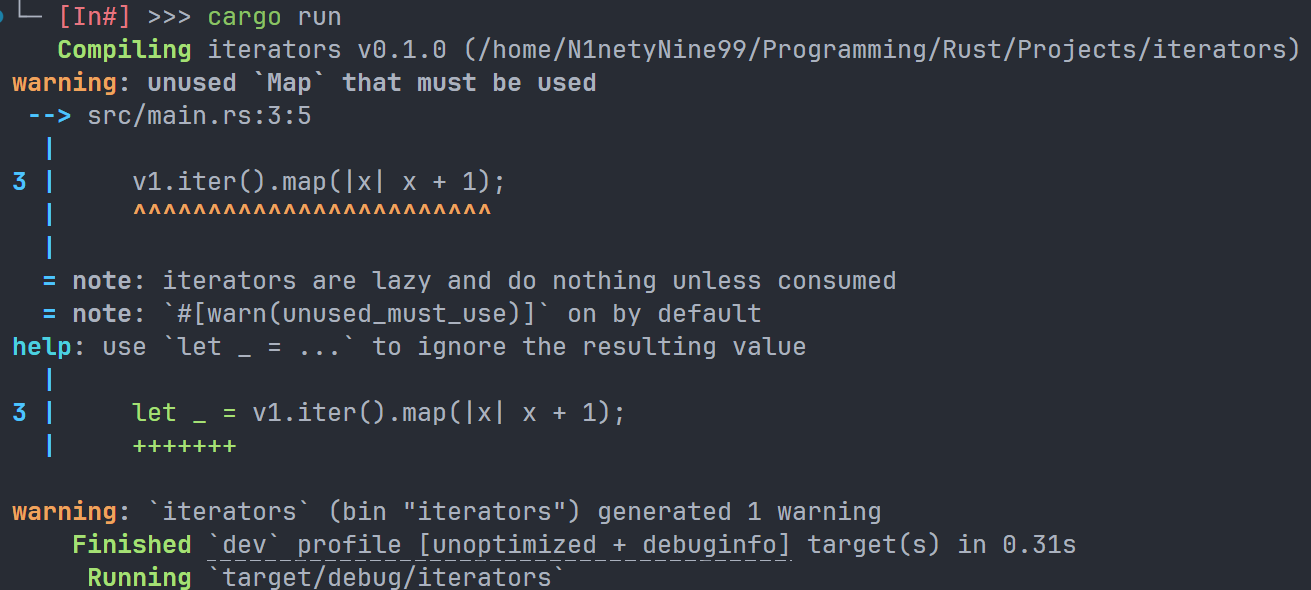 └─ [In#] >>> cargo run
   Compiling iterators v0.1.0 (/home/N1netyNine99/Programming/Rust/Projects/iterators)
warning: unused `Map` that must be used
 --> src/main.rs:3:5
  |
3 |     v1.iter().map(|x| x + 1);
  |     ^^^^^^^^^^^^^^^^^^^^^^^^
  |
  = note: iterators are lazy and do nothing unless consumed
  = note: `#[warn(unused_must_use)]` on by default
help: use `let _ = ...` to ignore the resulting value
  |
3 |     let _ = v1.iter().map(|x| x + 1);
  |     +++++++

warning: `iterators` (bin "iterators") generated 1 warning
    Finished `dev` profile [unoptimized + debuginfo] target(s) in 0.31s
     Running `target/debug/iterators`